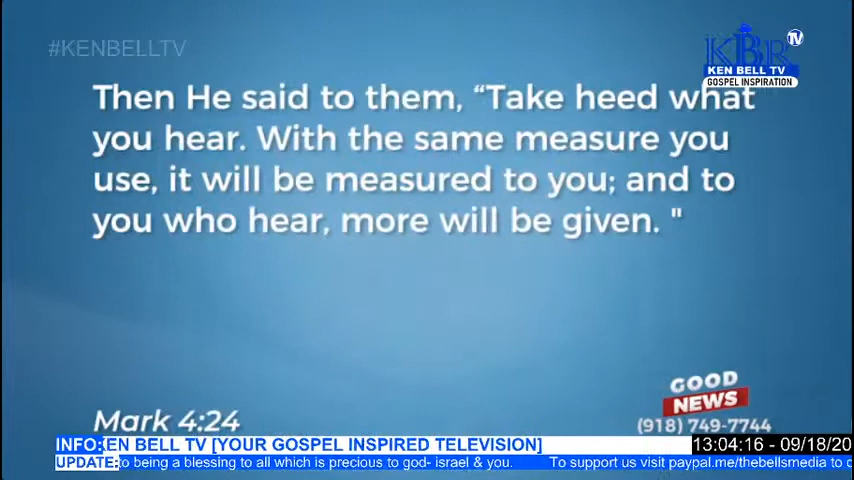 #KENBELLTV
KBR TV
KEN BELL TV
GOSPEL INSPIRATION
Then He said to them, “Take heed what
you hear. With the same measure you
use, it will be measured to you; and to
you who hear, more will be given. "
GOOD
NEWS
(918) 749-7744
Mark 4:24
INFO: KEN BELL TV [YOUR GOSPEL INSPIRED TELEVISION]
13:04:16 - 09/18/20
UPDATE: to being a blessing to all which is precious to god- israel & you. To support us visit paypal.me/thebellsmedia to